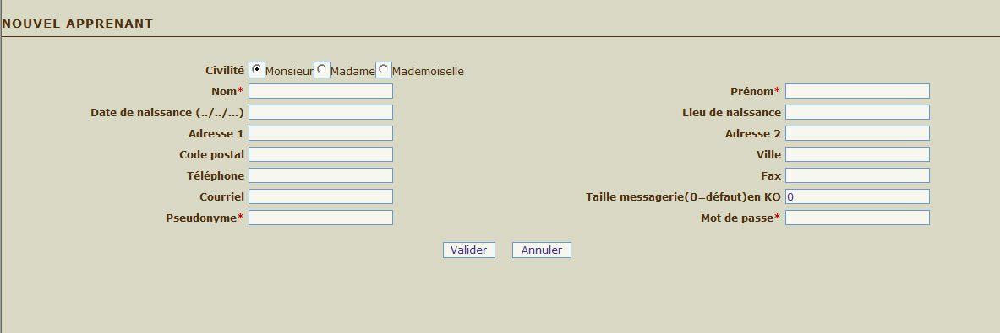 NOUVEL APPRENANT
Civilité Monsieur Madame Mademoiselle
Nom* Prénom*
Date de naissance (../../...) Lieu de naissance
Adresse 1 Adresse 2
Code postal Ville
Téléphone Fax
Courriel Taille messagerie(0=défaut)en KO 0
Pseudonyme* Mot de passe*
Valider Annuler